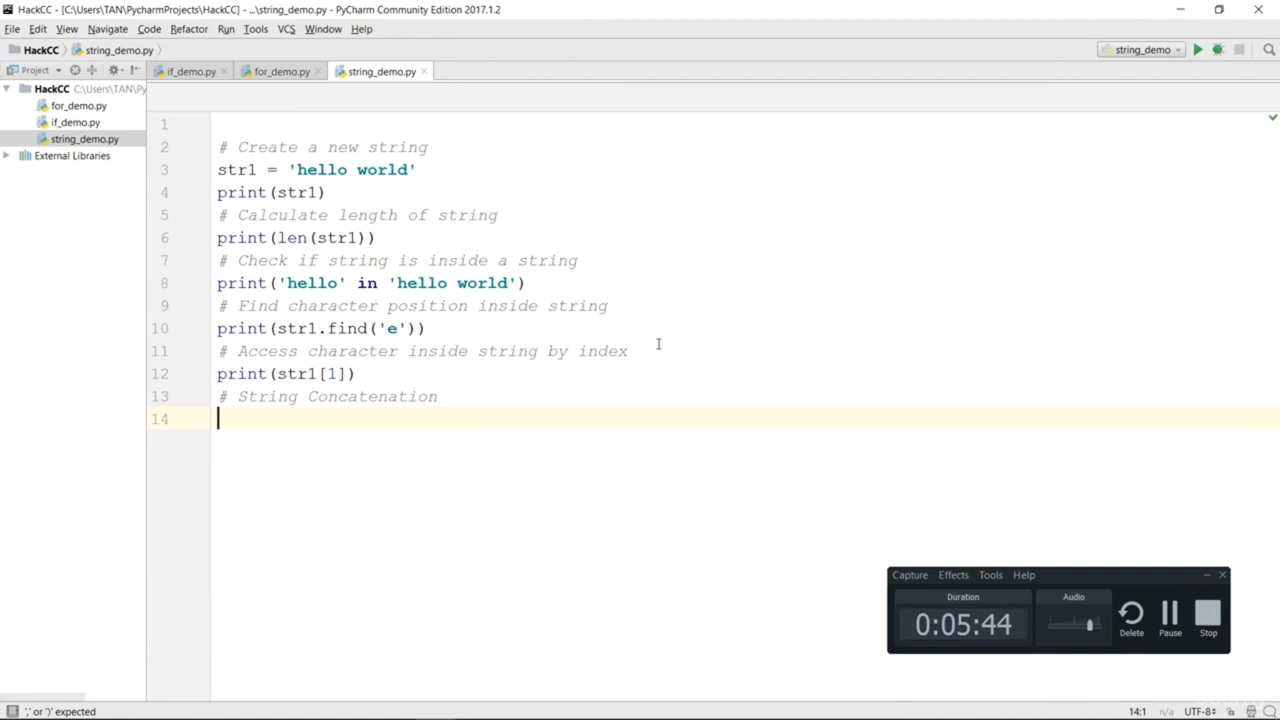 HackCC - [C:\Users\TAN\PycharmProjects\HackCC] - ...\string_demo.py - PyCharm Community Edition 2017.1.2
File Edit View Navigate Code Refactor Run Tools VCS Window Help
HackCC string_demo.py string_demo
Project if_demo.py for_demo.py string_demo.py
HackCC C:\Users\TAN\Py
for_demo.py
if_demo.py
string_demo.py
External Libraries
1
2 # Create a new string
3 str1 = 'hello world'
4 print(str1)
5 # Calculate length of string
6 print(len(str1))
7 # Check if string is inside a string
8 print('hello' in 'hello world')
9 # Find character position inside string
10 print(str1.find('e'))
11 # Access character inside string by index
12 print(str1[1])
13 # String Concatenation
14
Capture Effects Tools Help
Duration Audio
0:05:44
Delete Pause Stop
',' or ')' expected 14:1 n/a UTF-8